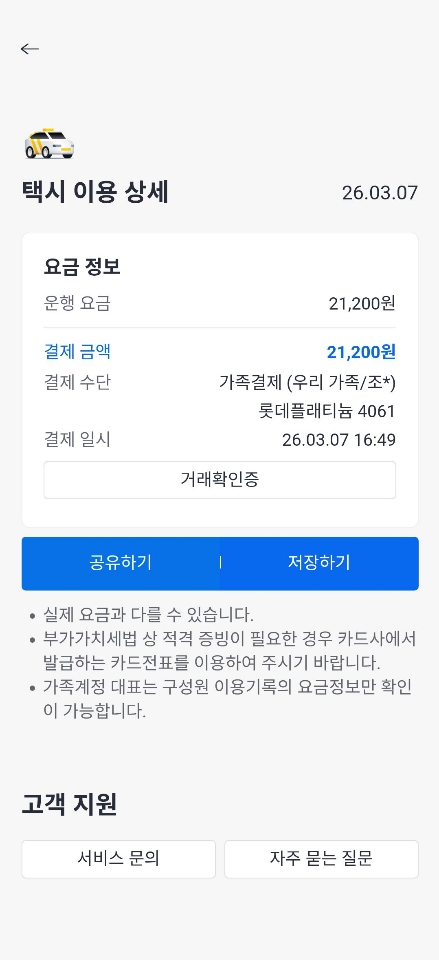 택시 이용 상세
26.03.07
요금 정보
운행 요금 21,200원
결제 금액 21,200원
결제 수단 가족결제 (우리 가족/조*)
롯데플래티늄 4061
결제 일시 26.03.07 16:49
거래확인증
공유하기 저장하기
• 실제 요금과 다를 수 있습니다.
• 부가가치세법 상 적격 증빙이 필요한 경우 카드사에서
발급하는 카드전표를 이용하여 주시기 바랍니다.
• 가족계정 대표는 구성원 이용기록의 요금정보만 확인
이 가능합니다.
고객 지원
서비스 문의 자주 묻는 질문